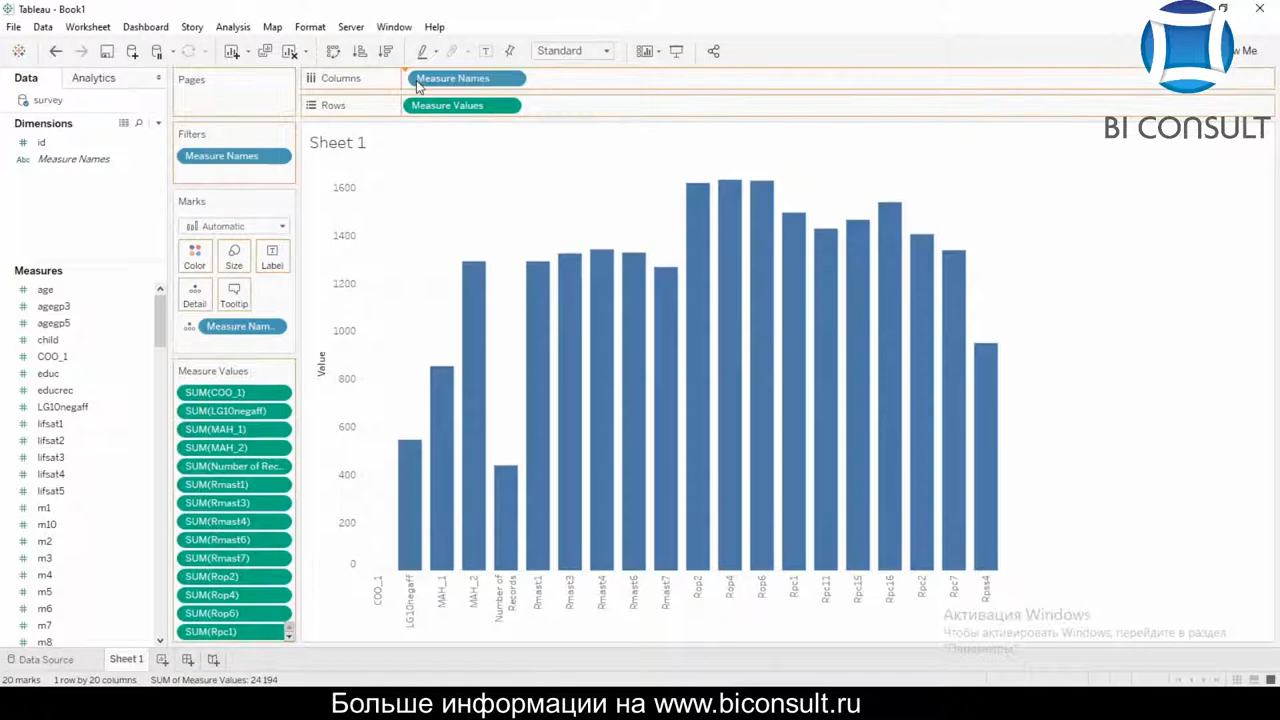 Tableau - Book1
File Data Worksheet Dashboard Story Analysis Map Format Server Window Help
Standard
w Me
Data Analytics
Pages
Columns Measure Names
survey
Rows Measure Values
BI CONSULT
Dimensions
Filters
id
Abc Measure Names
Measure Names
Sheet 1
Marks
Automatic
Color Size Label
Detail Tooltip
Measure Nam..
Measures
age
agegp3
agegp5
child
COO_1
educ
educrec
LG10negaff
lifsat1
lifsat2
lifsat3
lifsat4
lifsat5
m1
m10
m2
m3
m4
m5
m6
m7
m8
Measure Values
SUM(COO_1)
SUM(LG10negaff)
SUM(MAH_1)
SUM(MAH_2)
SUM(Number of Rec..
SUM(Rmast1)
SUM(Rmast3)
SUM(Rmast4)
SUM(Rmast6)
SUM(Rmast7)
SUM(Rop2)
SUM(Rop4)
SUM(Rop6)
SUM(Rpc1)
1600
1400
1200
1000
800
600
400
200
0
Value
COO_1
LG10negaff
MAH_1
MAH_2
Number of
Records
Rmast1
Rmast3
Rmast4
Rmast6
Rmast7
Rop2
Rop4
Rop6
Rpc1
Rpc11
Rpc15
Rpc16
Rpc2
Rpc7
Rpss4
Активация Windows
Чтобы активировать Windows, перейдите в раздел
"Параметры".
Data Source Sheet 1
20 marks 1 row by 20 columns SUM of Measure Values: 24 194
Больше информации на www.biconsult.ru